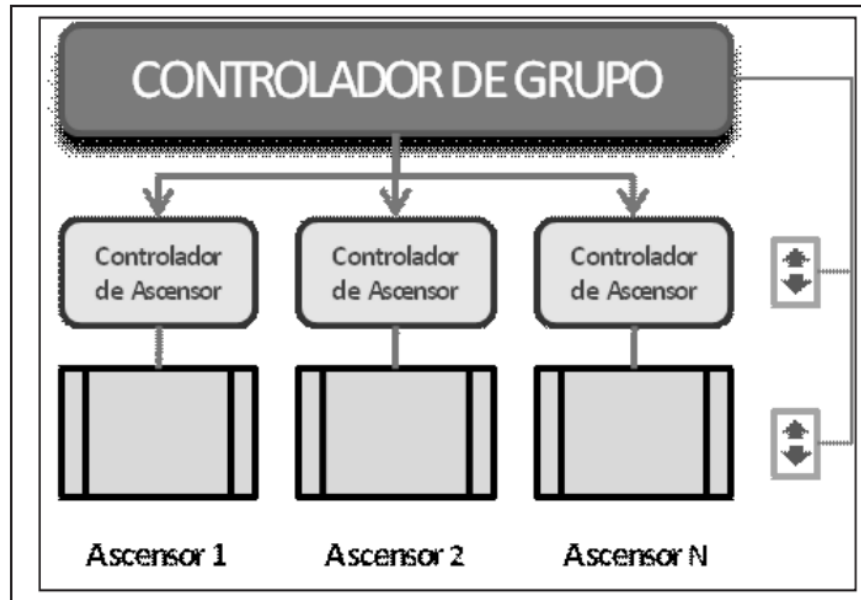 CONTROLADOR DE GRUPO
Controlador
de Ascensor
Controlador
de Ascensor
Controlador
de Ascensor
Ascensor 1
Ascensor 2
Ascensor N